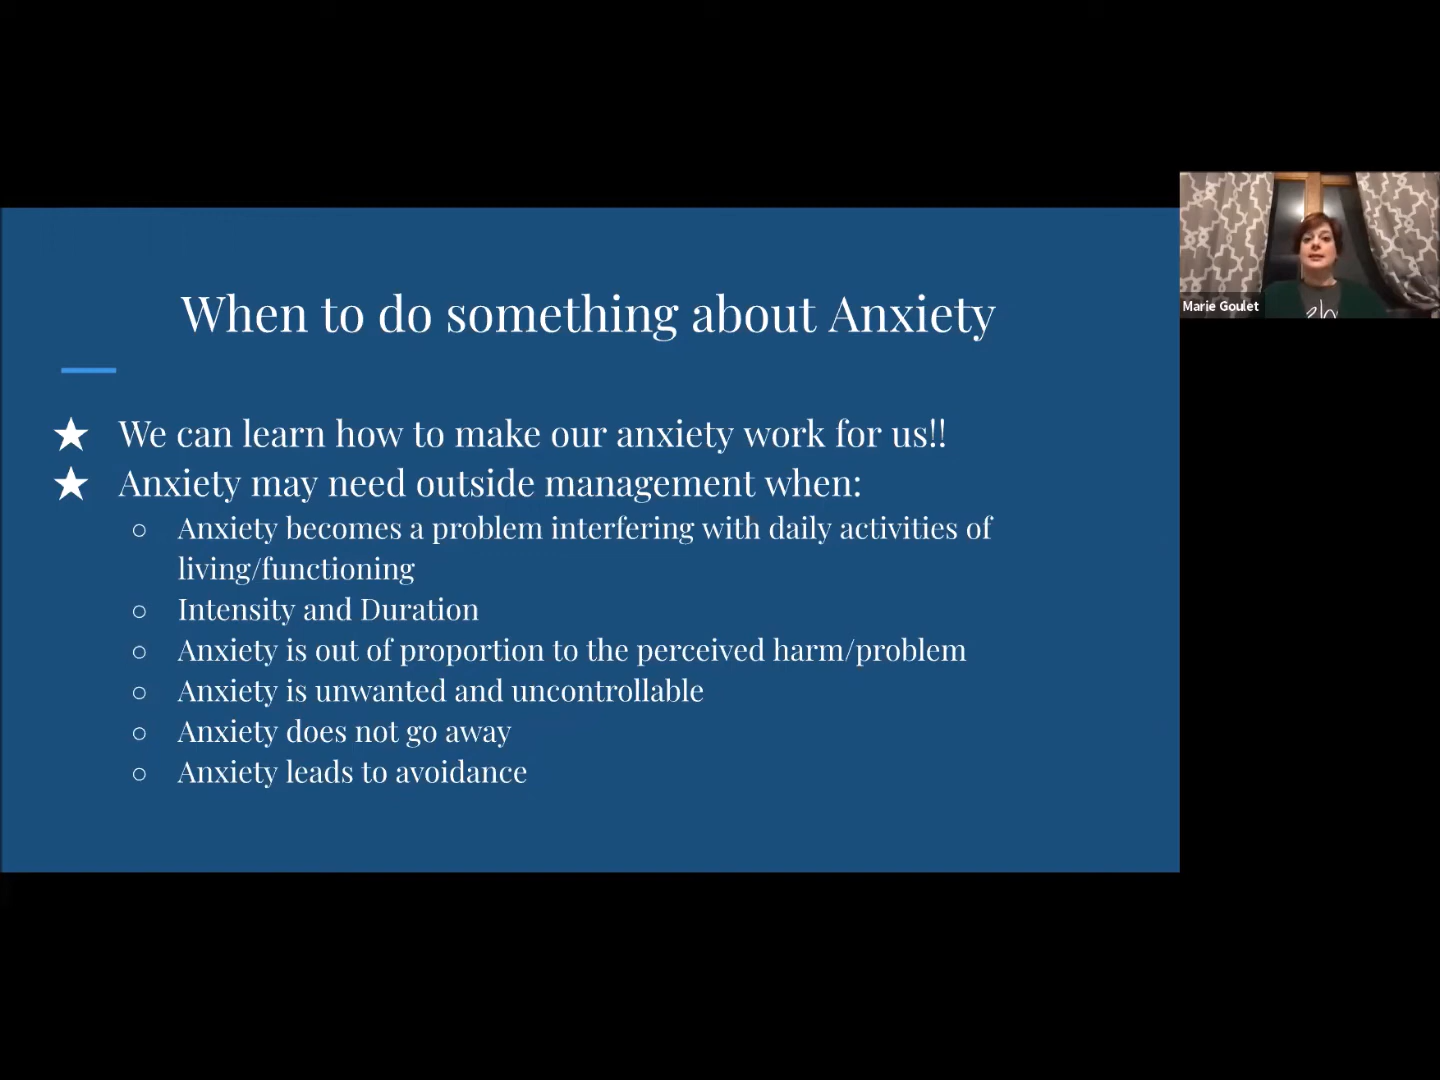 When to do something about Anxiety
★ We can learn how to make our anxiety work for us!!
★ Anxiety may need outside management when:
○ Anxiety becomes a problem interfering with daily activities of
living/functioning
○ Intensity and Duration
○ Anxiety is out of proportion to the perceived harm/problem
○ Anxiety is unwanted and uncontrollable
○ Anxiety does not go away
○ Anxiety leads to avoidance
Marie Goulet